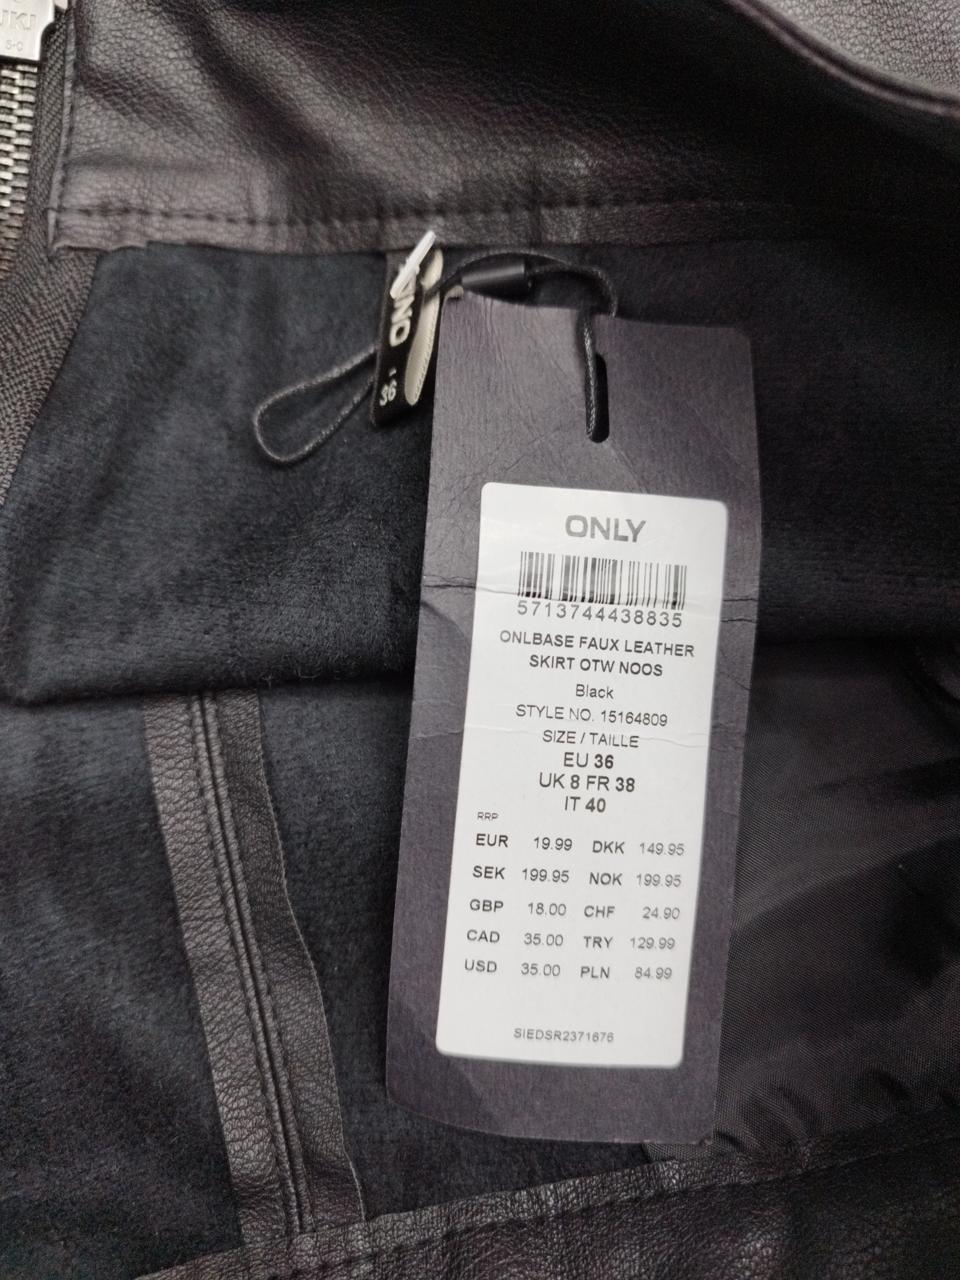 ONLY
36
ONLY
5713744438835
ONLBASE FAUX LEATHER
SKIRT OTW NOOS
Black
STYLE NO. 15164809
SIZE / TAILLE
EU 36
UK 8 FR 38
IT 40
RRP
EUR 19.99 DKK 149.95
SEK 199.95 NOK 199.95
GBP 18.00 CHF 24.90
CAD 35.00 TRY 129.99
USD 35.00 PLN 84.99
SIEDSR2371676